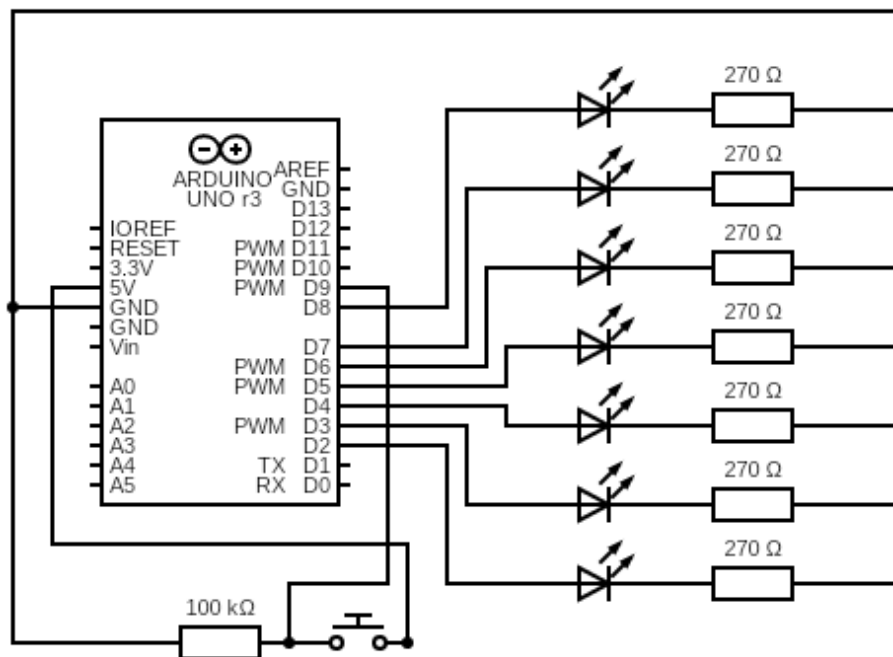 270 Ω
270 Ω
270 Ω
270 Ω
270 Ω
270 Ω
270 Ω
ARDUINO
UNO r3
AREF
GND
D13
D12
PWM D11
PWM D10
PWM D9
D8
D7
PWM D6
PWM D5
D4
PWM D3
D2
TX D1
RX D0
IOREF
RESET
3.3V
5V
GND
GND
Vin
A0
A1
A2
A3
A4
A5
100 kΩ